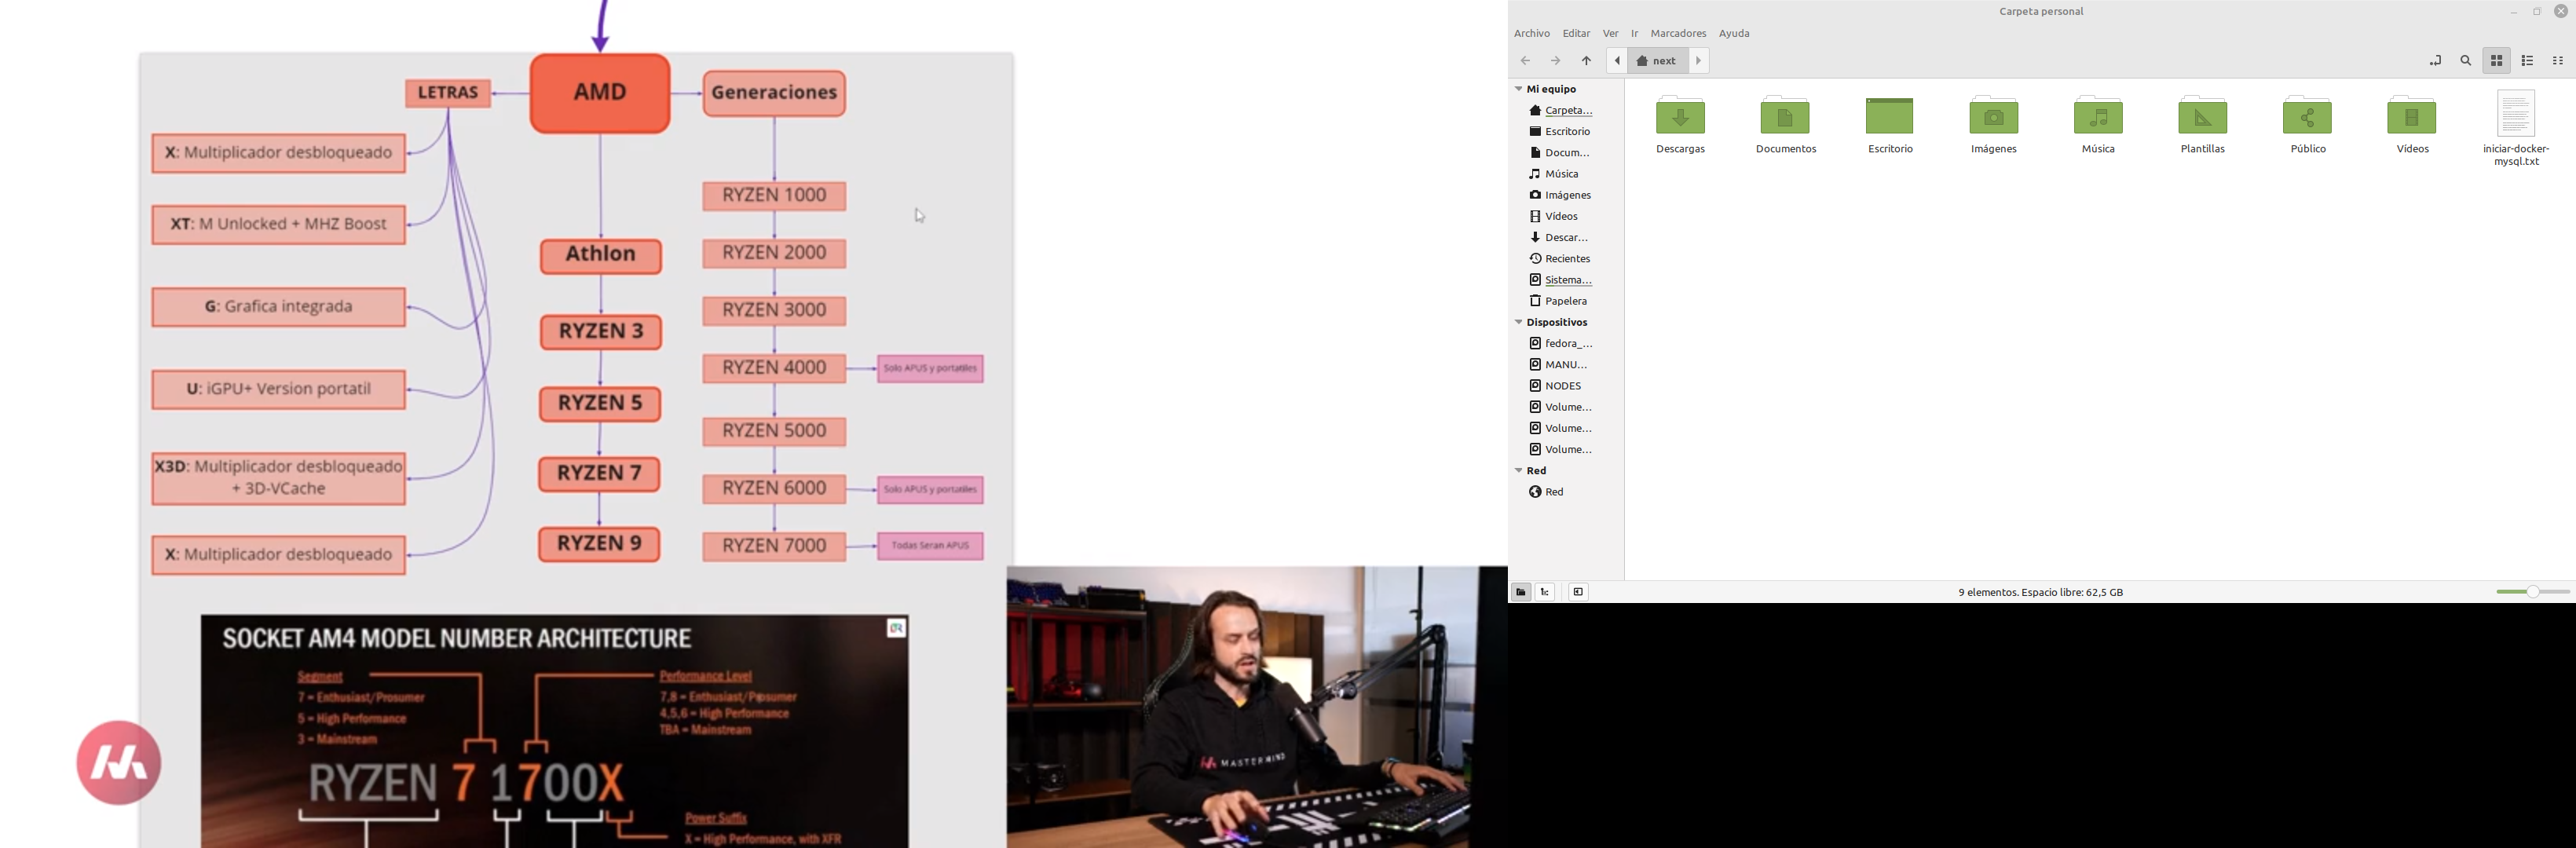 AMD
LETRAS
Generaciones
X: Multiplicador desbloqueado
XT: M Unlocked + MHZ Boost
G: Grafica integrada
U: iGPU+ Version portatil
X3D: Multiplicador desbloqueado
+ 3D-VCache
X: Multiplicador desbloqueado
Athlon
RYZEN 3
RYZEN 5
RYZEN 7
RYZEN 9
RYZEN 1000
RYZEN 2000
RYZEN 3000
RYZEN 4000
Solo APUS y portatiles
RYZEN 5000
RYZEN 6000
Solo APUS y portatiles
RYZEN 7000
Todas Seran APUS
SOCKET AM4 MODEL NUMBER ARCHITECTURE
Segment
7 = Enthusiast/Prosumer
5 = High Performance
3 = Mainstream
Performance Level
7,8 = Enthusiast/Prosumer
4,5,6 = High Performance
TBA = Mainstream
RYZEN 7 1700X
Power Suffix
X = High Performance, with XFR
MASTERMIND
Carpeta personal
Archivo Editar Ver Ir Marcadores Ayuda
next
Mi equipo
Carpeta...
Escritorio
Docum...
Música
Imágenes
Vídeos
Descar...
Recientes
Sistema...
Papelera
Dispositivos
fedora_...
MANU...
NODES
Volume...
Volume...
Volume...
Red
Red
Descargas
Documentos
Escritorio
Imágenes
Música
Plantillas
Público
Vídeos
iniciar-docker-
mysql.txt
9 elementos. Espacio libre: 62,5 GB